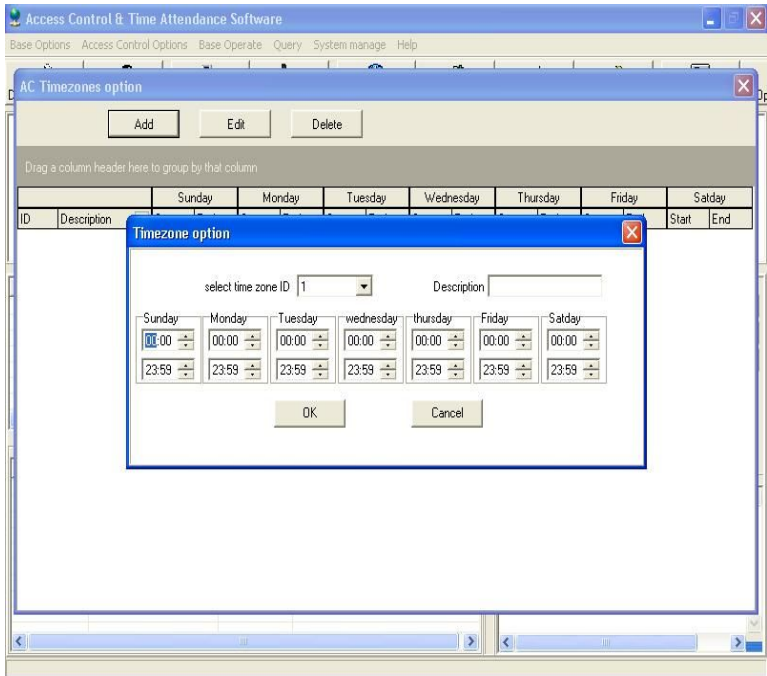 Access Control & Time Attendance Software
Base Options Access Control Options Base Operate Query System manage Help
AC Timezones option
Add Edit Delete
Drag a column header here to group by that column
Sunday Monday Tuesday Wednesday Thursday Friday Satday
ID Description Start End
Timezone option
select time zone ID 1 Description
Sunday Monday Tuesday wednesday thursday Friday Satday
00:00 00:00 00:00 00:00 00:00 00:00 00:00
23:59 23:59 23:59 23:59 23:59 23:59 23:59
OK Cancel